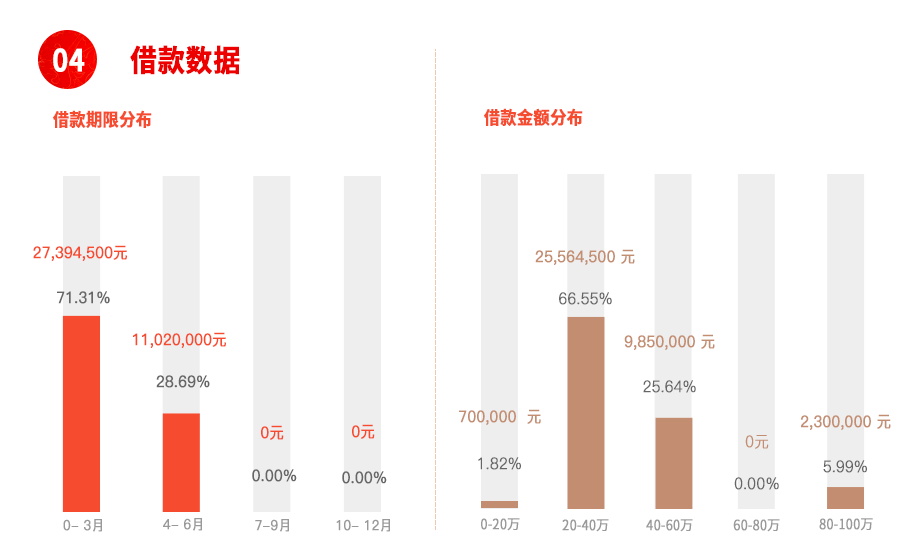 04 借款数据
借款期限分布
27,394,500元
71.31%
11,020,000元
28.69%
0元
0.00%
0元
0.00%
0– 3月
4– 6月
7–9月
10– 12月
借款金额分布
700,000 元
1.82%
25,564,500 元
66.55%
9,850,000 元
25.64%
0元
0.00%
2,300,000 元
5.99%
0-20万
20-40万
40-60万
60-80万
80-100万